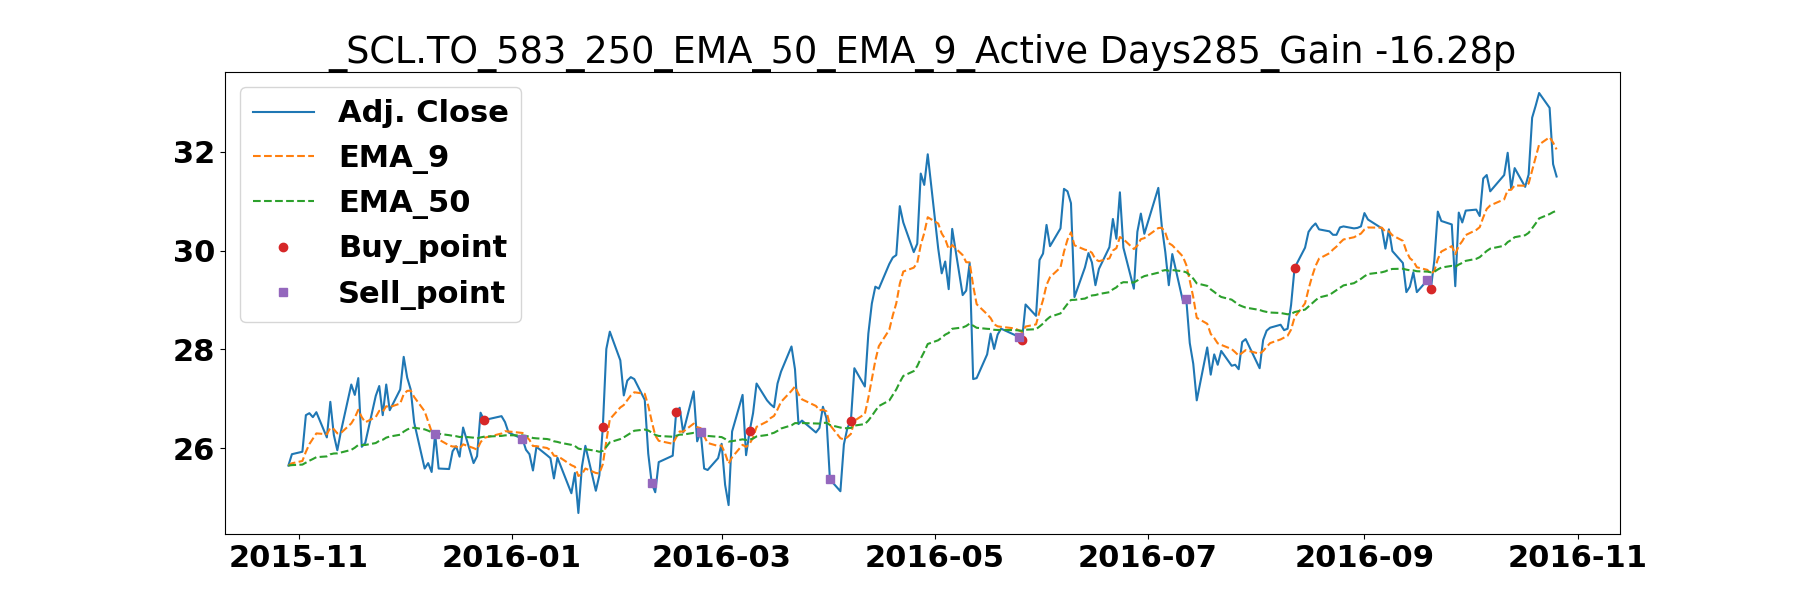 _SCL.TO_583_250_EMA_50_EMA_9_Active Days285_Gain -16.28p
Adj. Close
EMA_9
EMA_50
Buy_point
Sell_point
32
30
28
26
2015-11 2016-01 2016-03 2016-05 2016-07 2016-09 2016-11